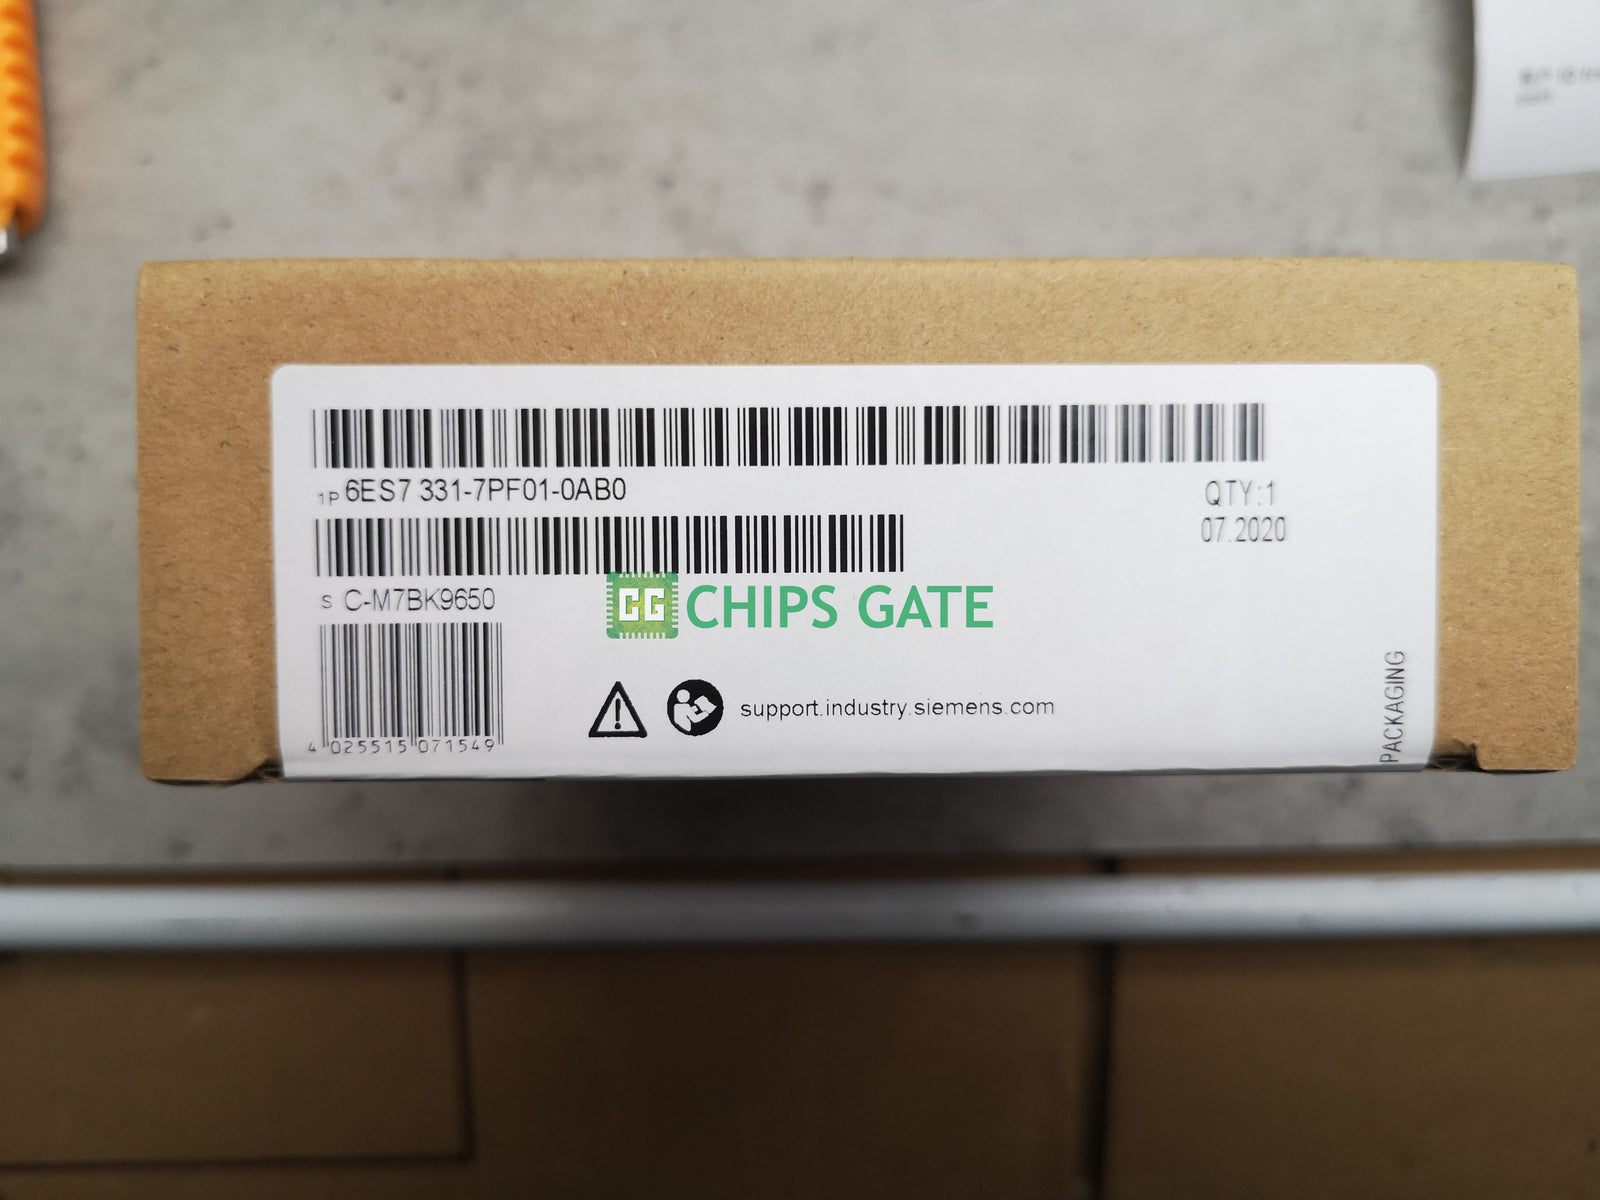 1P 6ES7 331-7PF01-0AB0
QTY:1
07.2020
S C-M7BK9650
CG CHIPS GATE
4 025515 071549
support.industry.siemens.com
PACKAGING